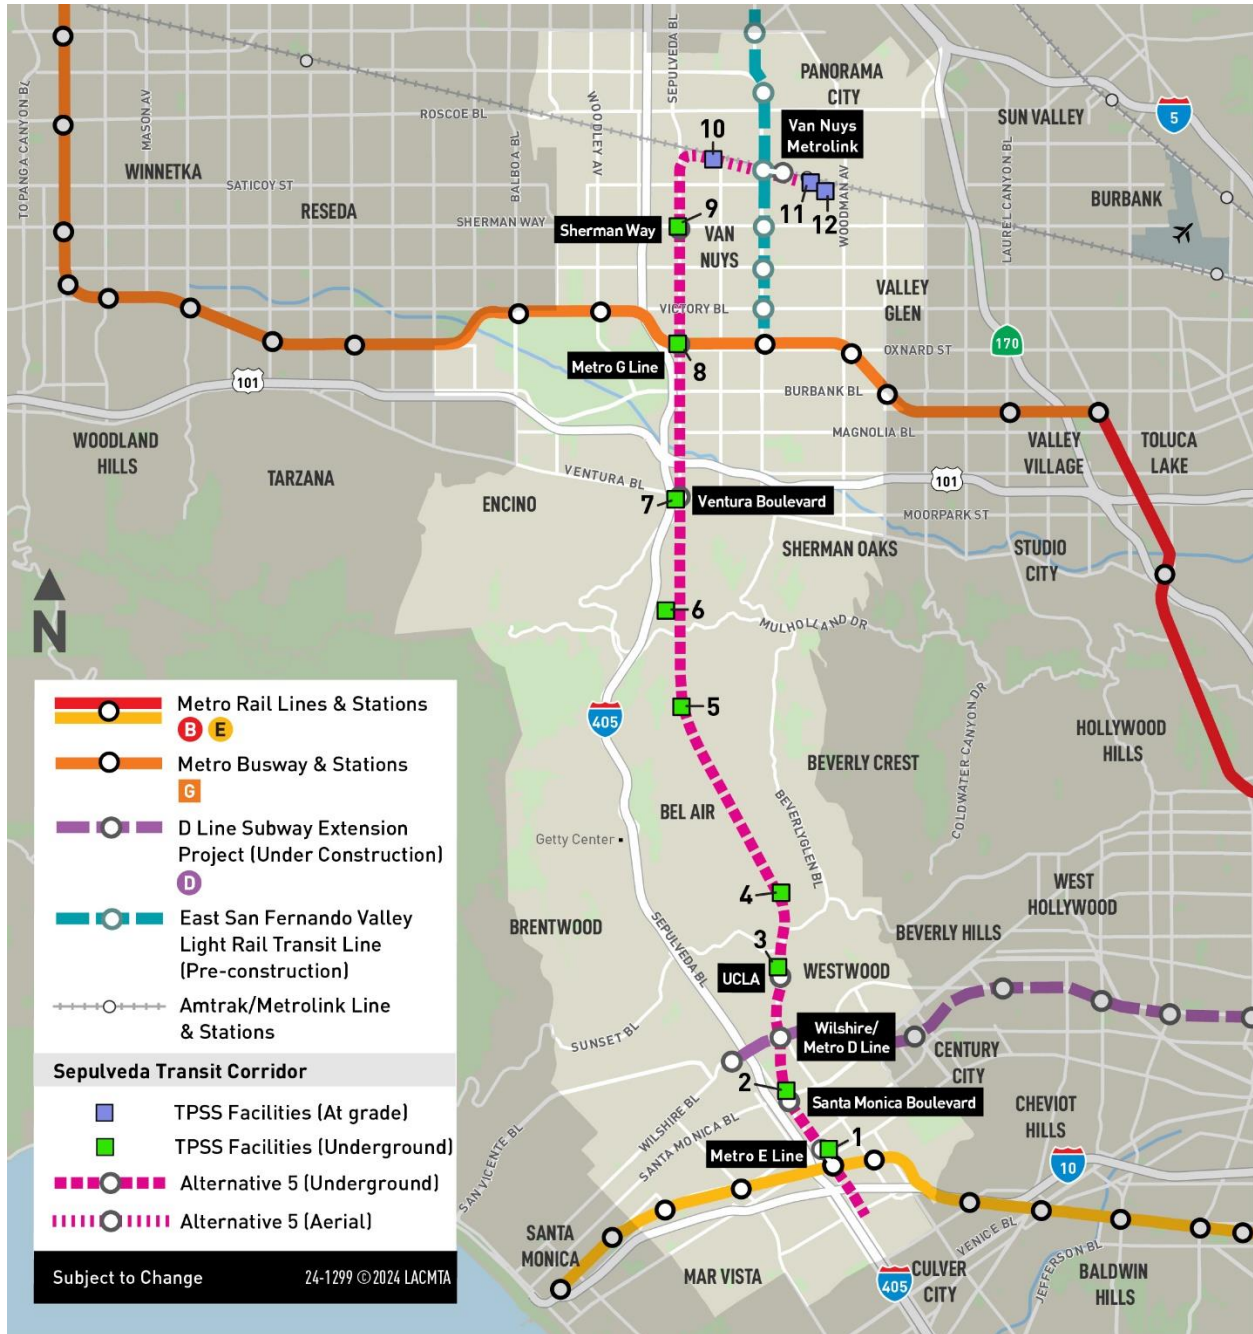 SEPULVEDA BL
PANORAMA
CITY
SUN VALLEY
5
TOPANGA CANYON BL
MASON AV
ROSCOE BL
WOODLEY AV
BALBOA BL
10
Van Nuys
Metrolink
LAUREL CANYON BL
WINNETKA
SATICOY ST
RESEDA
SHERMAN WAY
Sherman Way
9
VAN
NUYS
11
12
WOODMAN AV
BURBANK
VICTORY BL
VALLEY
GLEN
OXNARD ST
170
Metro G Line
8
101
BURBANK BL
MAGNOLIA BL
WOODLAND
HILLS
TARZANA
VENTURA BL
ENCINO
7
Ventura Boulevard
101
VALLEY
VILLAGE
TOLUCA
LAKE
MOORPARK ST
SHERMAN OAKS
STUDIO
CITY
N
6
MULHOLLAND DR
405
5
COLDWATER CANYON DR
HOLLYWOOD
HILLS
BEVERLY CREST
BEL AIR
BEVERLYGLEN BL
Getty Center
4
WEST
HOLLYWOOD
BRENTWOOD
SEPULVEDA BL
BEVERLY HILLS
3
UCLA
WESTWOOD
SUNSET BL
Wilshire/
Metro D Line
CENTURY
CITY
2
Santa Monica Boulevard
CHEVIOT
HILLS
WILSHIRE BL
SANTA MONICA BL
SAN VICENTE BL
Metro E Line
1
10
SANTA
MONICA
VENICE BL
JEFFERSON BL
MAR VISTA
405
CULVER
CITY
BALDWIN
HILLS
Metro Rail Lines & Stations
B E
Metro Busway & Stations
G
D Line Subway Extension
Project (Under Construction)
D
East San Fernando Valley
Light Rail Transit Line
(Pre-construction)
Amtrak/Metrolink Line
& Stations
Sepulveda Transit Corridor
TPSS Facilities (At grade)
TPSS Facilities (Underground)
Alternative 5 (Underground)
Alternative 5 (Aerial)
Subject to Change
24-1299 ©2024 LACMTA